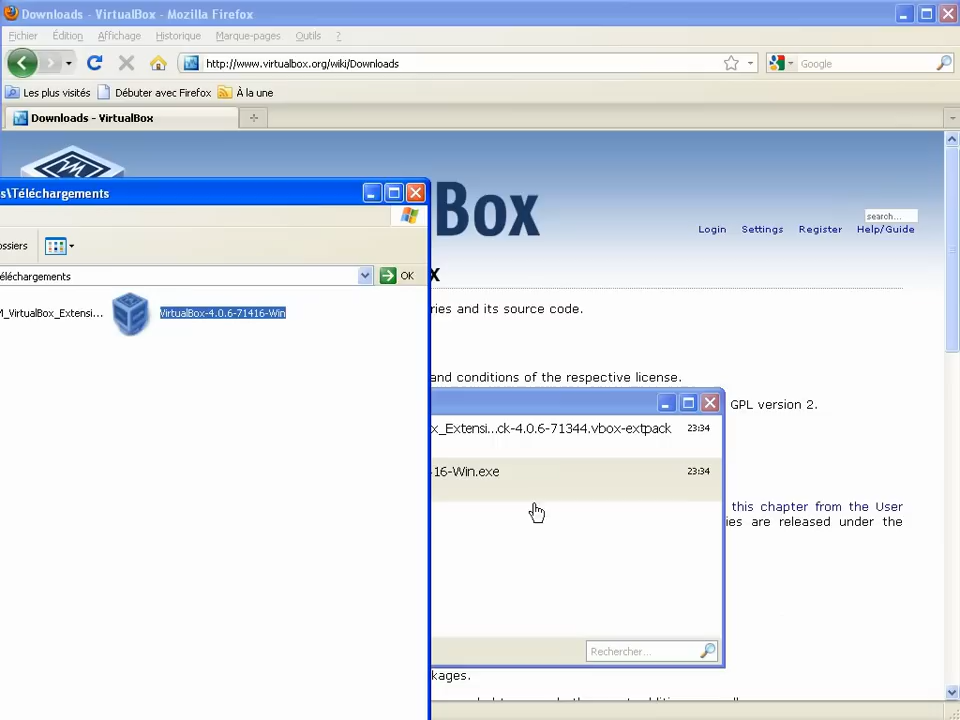 Downloads - VirtualBox - Mozilla Firefox
Fichier Édition Affichage Historique Marque-pages Outils ?
http://www.virtualbox.org/wiki/Downloads
Google
Les plus visités Débuter avec Firefox À la une
Downloads - VirtualBox
s\Téléchargements
Box
search...
Login Settings Register Help/Guide
ossiers
éléchargements
OK
x
M_VirtualBox_Extensi...
VirtualBox-4.0.6-71416-Win
ries and its source code.
and conditions of the respective license.
GPL version 2.
x_Extensi...ck-4.0.6-71344.vbox-extpack 23:34
16-Win.exe 23:34
this chapter from the User
ies are released under the
Rechercher...
kages.